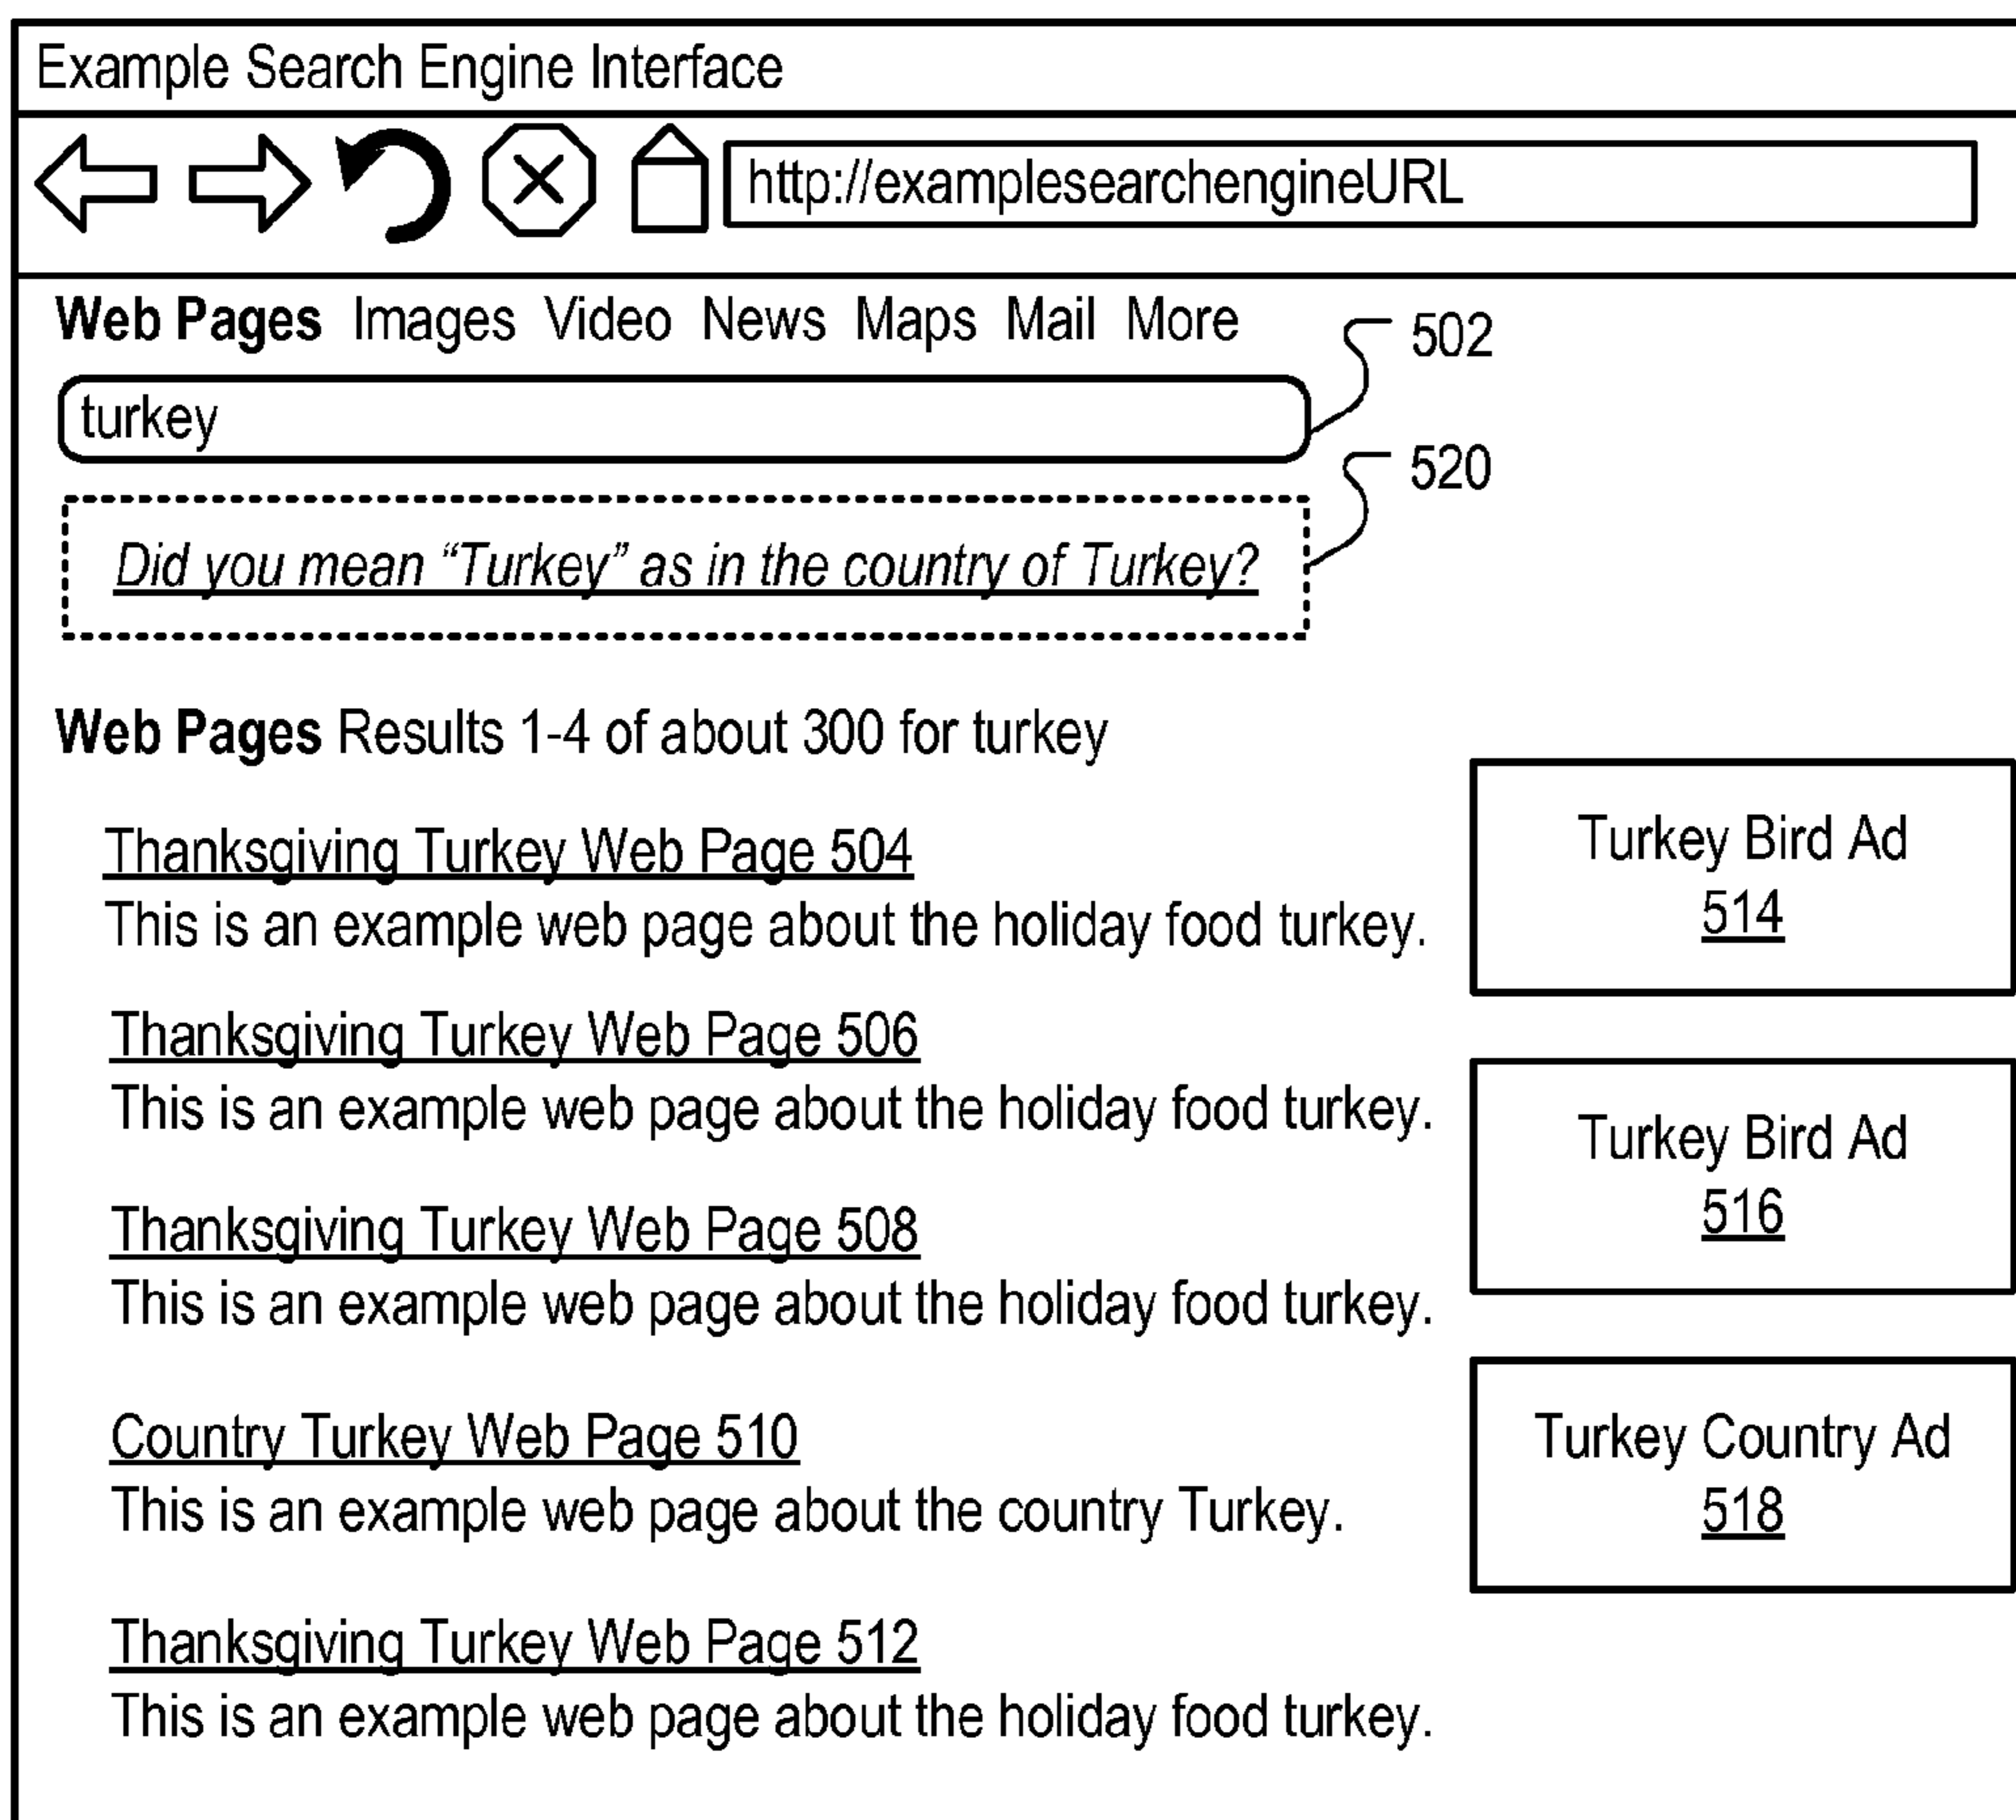 Example Search Engine Interface
http://examplesearchengineURL
Web Pages Images Video News Maps Mail More
502
turkey
520
Did you mean “Turkey” as in the country of Turkey?
Web Pages Results 1-4 of about 300 for turkey
Thanksgiving Turkey Web Page 504
This is an example web page about the holiday food turkey.
Thanksgiving Turkey Web Page 506
This is an example web page about the holiday food turkey.
Thanksgiving Turkey Web Page 508
This is an example web page about the holiday food turkey.
Country Turkey Web Page 510
This is an example web page about the country Turkey.
Thanksgiving Turkey Web Page 512
This is an example web page about the holiday food turkey.
Turkey Bird Ad
514
Turkey Bird Ad
516
Turkey Country Ad
518